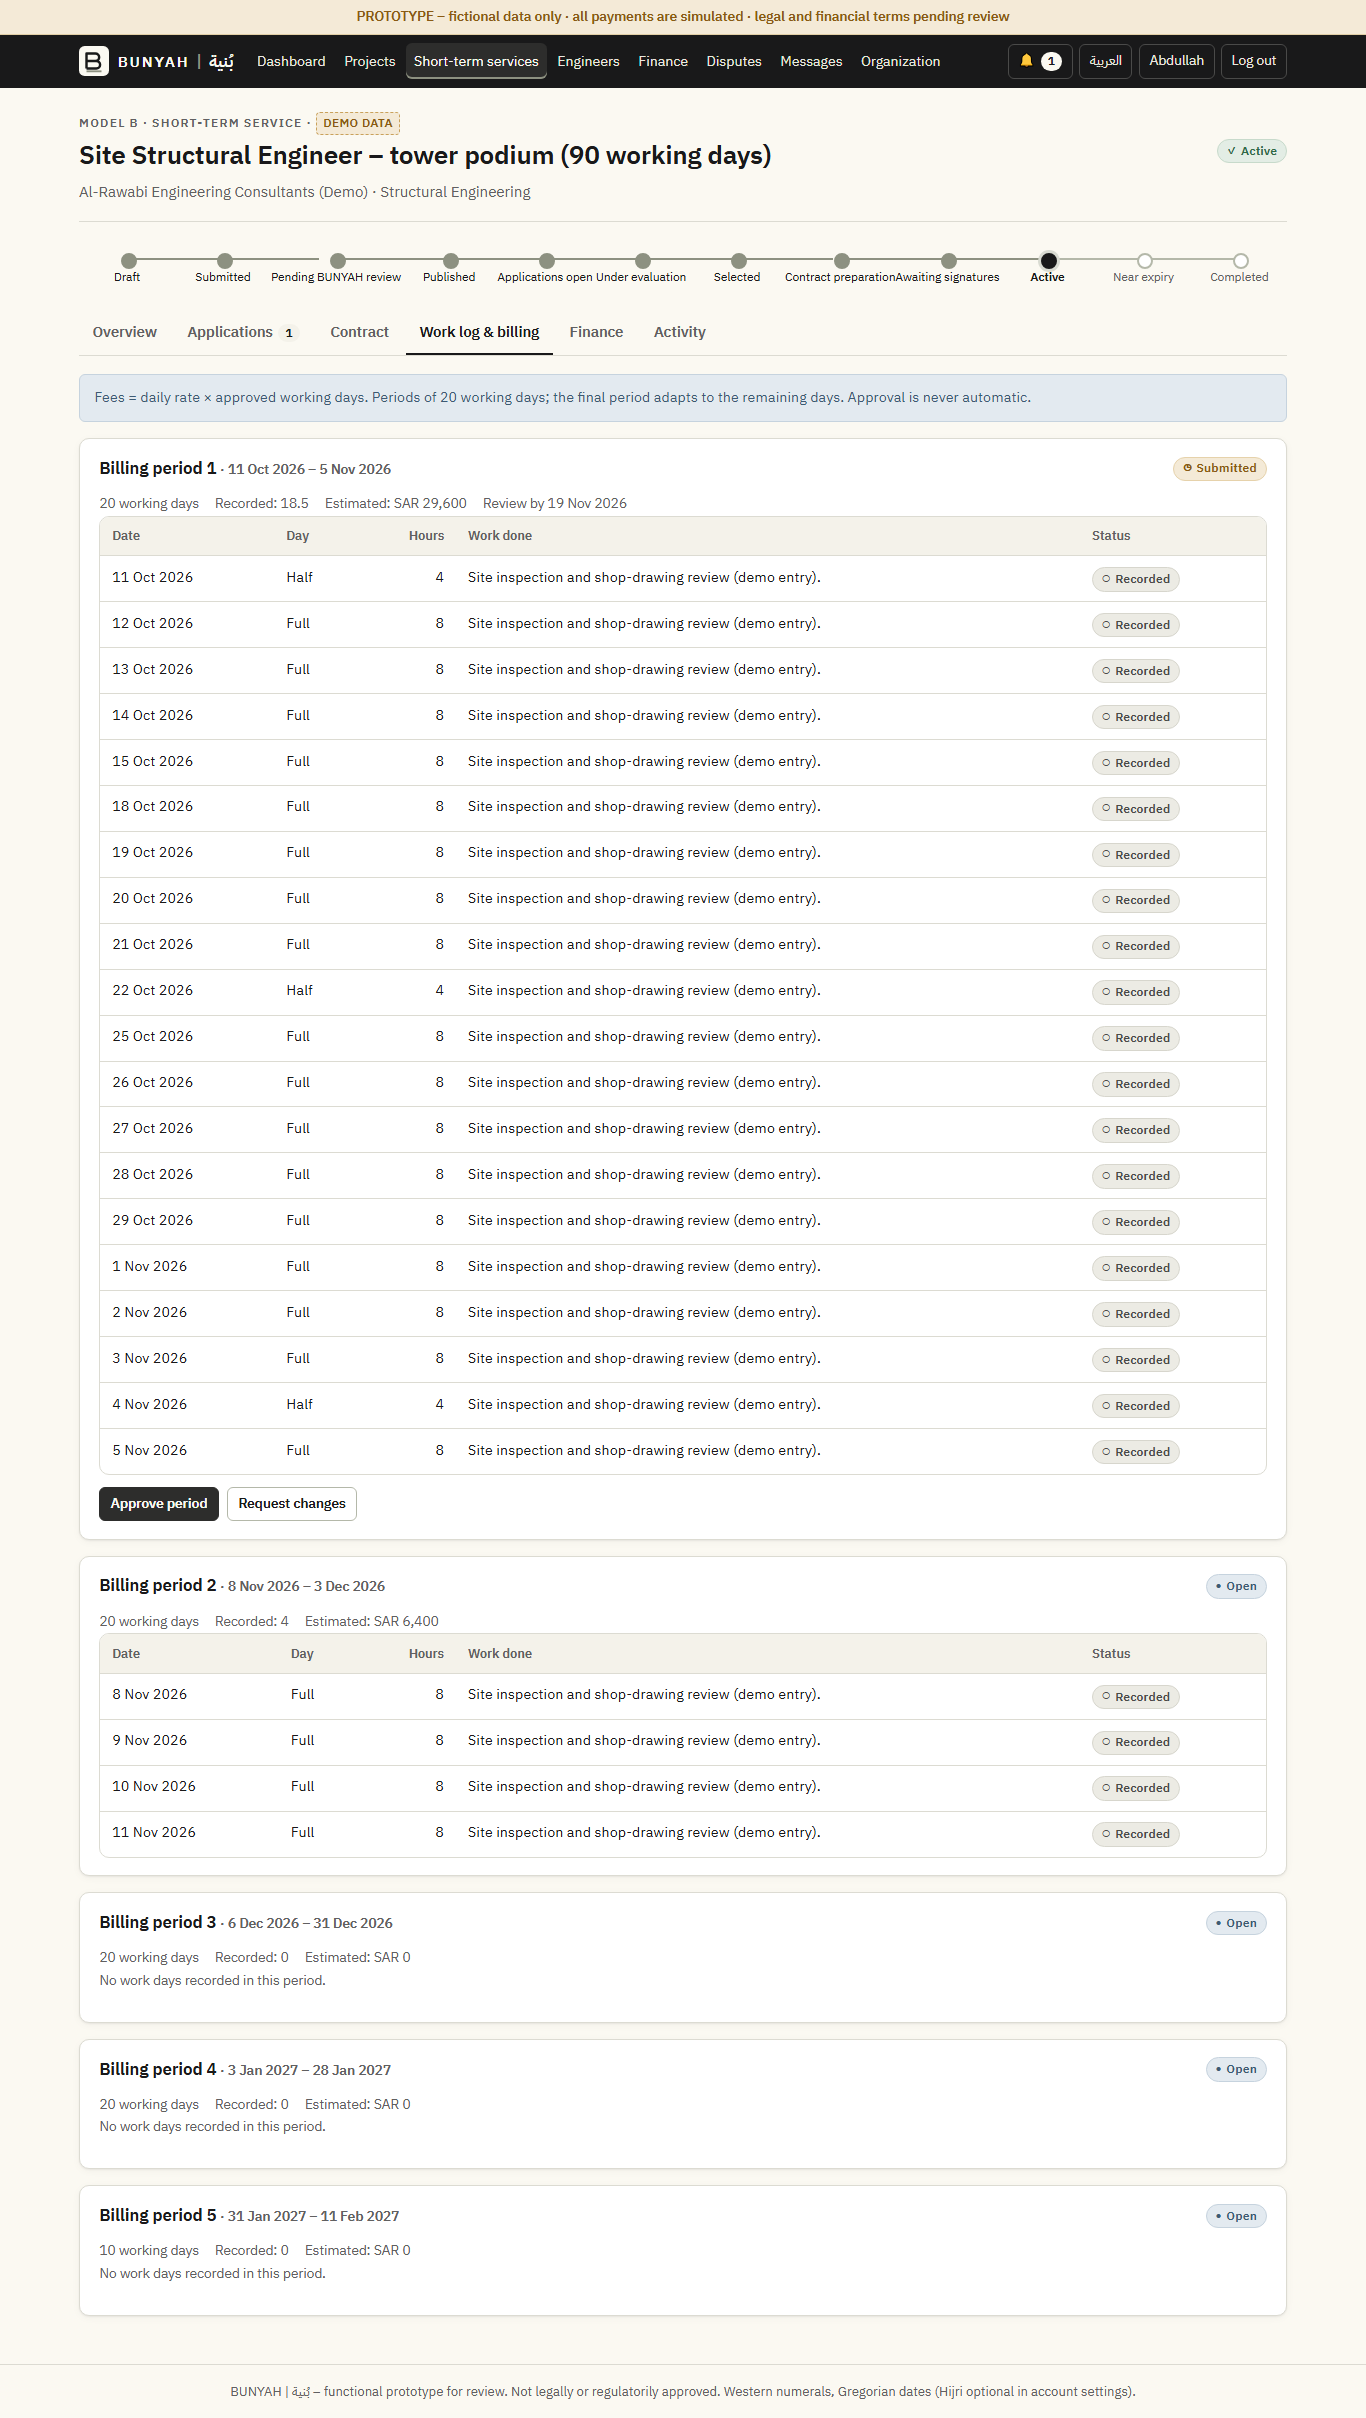 PROTOTYPE – fictional data only · all payments are simulated · legal and financial terms pending review
BUNYAH | بُنية Dashboard Projects Short-term services Engineers Finance Disputes Messages Organization 1 العربية Abdullah Log out
MODEL B · SHORT-TERM SERVICE · DEMO DATA
Site Structural Engineer – tower podium (90 working days)
✓ Active
Al-Rawabi Engineering Consultants (Demo) · Structural Engineering
Draft Submitted Pending BUNYAH review Published Applications open Under evaluation Selected Contract preparation Awaiting signatures Active Near expiry Completed
Overview Applications 1 Contract Work log & billing Finance Activity
Fees = daily rate × approved working days. Periods of 20 working days; the final period adapts to the remaining days. Approval is never automatic.
Billing period 1 · 11 Oct 2026 – 5 Nov 2026 Submitted
20 working days Recorded: 18.5 Estimated: SAR 29,600 Review by 19 Nov 2026
Date Day Hours Work done Status
11 Oct 2026 Half 4 Site inspection and shop-drawing review (demo entry). Recorded
12 Oct 2026 Full 8 Site inspection and shop-drawing review (demo entry). Recorded
13 Oct 2026 Full 8 Site inspection and shop-drawing review (demo entry). Recorded
14 Oct 2026 Full 8 Site inspection and shop-drawing review (demo entry). Recorded
15 Oct 2026 Full 8 Site inspection and shop-drawing review (demo entry). Recorded
18 Oct 2026 Full 8 Site inspection and shop-drawing review (demo entry). Recorded
19 Oct 2026 Full 8 Site inspection and shop-drawing review (demo entry). Recorded
20 Oct 2026 Full 8 Site inspection and shop-drawing review (demo entry). Recorded
21 Oct 2026 Full 8 Site inspection and shop-drawing review (demo entry). Recorded
22 Oct 2026 Half 4 Site inspection and shop-drawing review (demo entry). Recorded
25 Oct 2026 Full 8 Site inspection and shop-drawing review (demo entry). Recorded
26 Oct 2026 Full 8 Site inspection and shop-drawing review (demo entry). Recorded
27 Oct 2026 Full 8 Site inspection and shop-drawing review (demo entry). Recorded
28 Oct 2026 Full 8 Site inspection and shop-drawing review (demo entry). Recorded
29 Oct 2026 Full 8 Site inspection and shop-drawing review (demo entry). Recorded
1 Nov 2026 Full 8 Site inspection and shop-drawing review (demo entry). Recorded
2 Nov 2026 Full 8 Site inspection and shop-drawing review (demo entry). Recorded
3 Nov 2026 Full 8 Site inspection and shop-drawing review (demo entry). Recorded
4 Nov 2026 Half 4 Site inspection and shop-drawing review (demo entry). Recorded
5 Nov 2026 Full 8 Site inspection and shop-drawing review (demo entry). Recorded
Approve period Request changes
Billing period 2 · 8 Nov 2026 – 3 Dec 2026 Open
20 working days Recorded: 4 Estimated: SAR 6,400
Date Day Hours Work done Status
8 Nov 2026 Full 8 Site inspection and shop-drawing review (demo entry). Recorded
9 Nov 2026 Full 8 Site inspection and shop-drawing review (demo entry). Recorded
10 Nov 2026 Full 8 Site inspection and shop-drawing review (demo entry). Recorded
11 Nov 2026 Full 8 Site inspection and shop-drawing review (demo entry). Recorded
Billing period 3 · 6 Dec 2026 – 31 Dec 2026 Open
20 working days Recorded: 0 Estimated: SAR 0
No work days recorded in this period.
Billing period 4 · 3 Jan 2027 – 28 Jan 2027 Open
20 working days Recorded: 0 Estimated: SAR 0
No work days recorded in this period.
Billing period 5 · 31 Jan 2027 – 11 Feb 2027 Open
10 working days Recorded: 0 Estimated: SAR 0
No work days recorded in this period.
BUNYAH | بُنية – functional prototype for review. Not legally or regulatorily approved. Western numerals, Gregorian dates (Hijri optional in account settings).